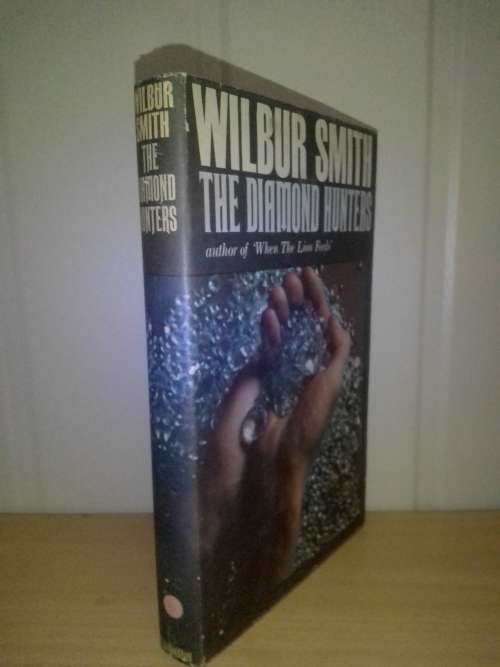 WILBUR
SMITH
THE
DIAMOND
HUNTERS
WILBUR SMITH
THE DIAMOND HUNTERS
author of 'When The Lion Feeds'